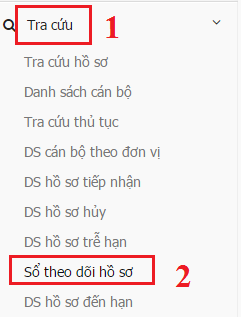 Tra cứu 1
Tra cứu hồ sơ
Danh sách cán bộ
Tra cứu thủ tục
DS cán bộ theo đơn vị
DS hồ sơ tiếp nhận
DS hồ sơ hủy
DS hồ sơ trễ hạn
Sổ theo dõi hồ sơ 2
DS hồ sơ đến hạn